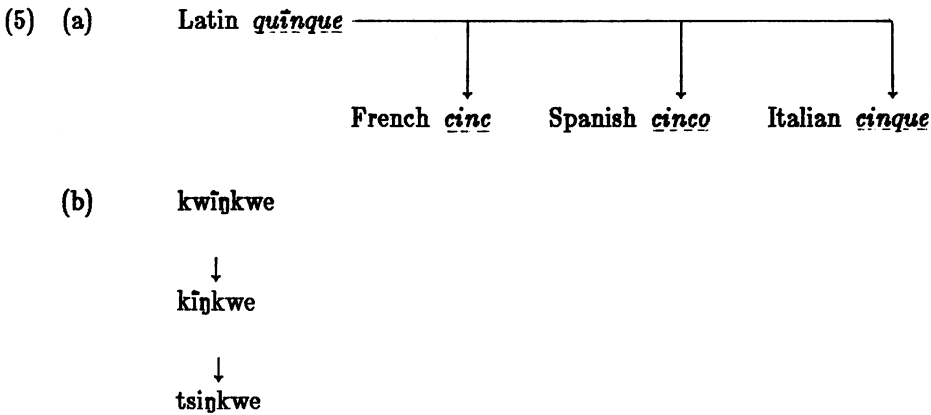 (5) (a) Latin quīnque
French cinc Spanish cinco Italian cinque
(b) kwīŋkwe
↓
kīŋkwe
↓
tsiŋkwe